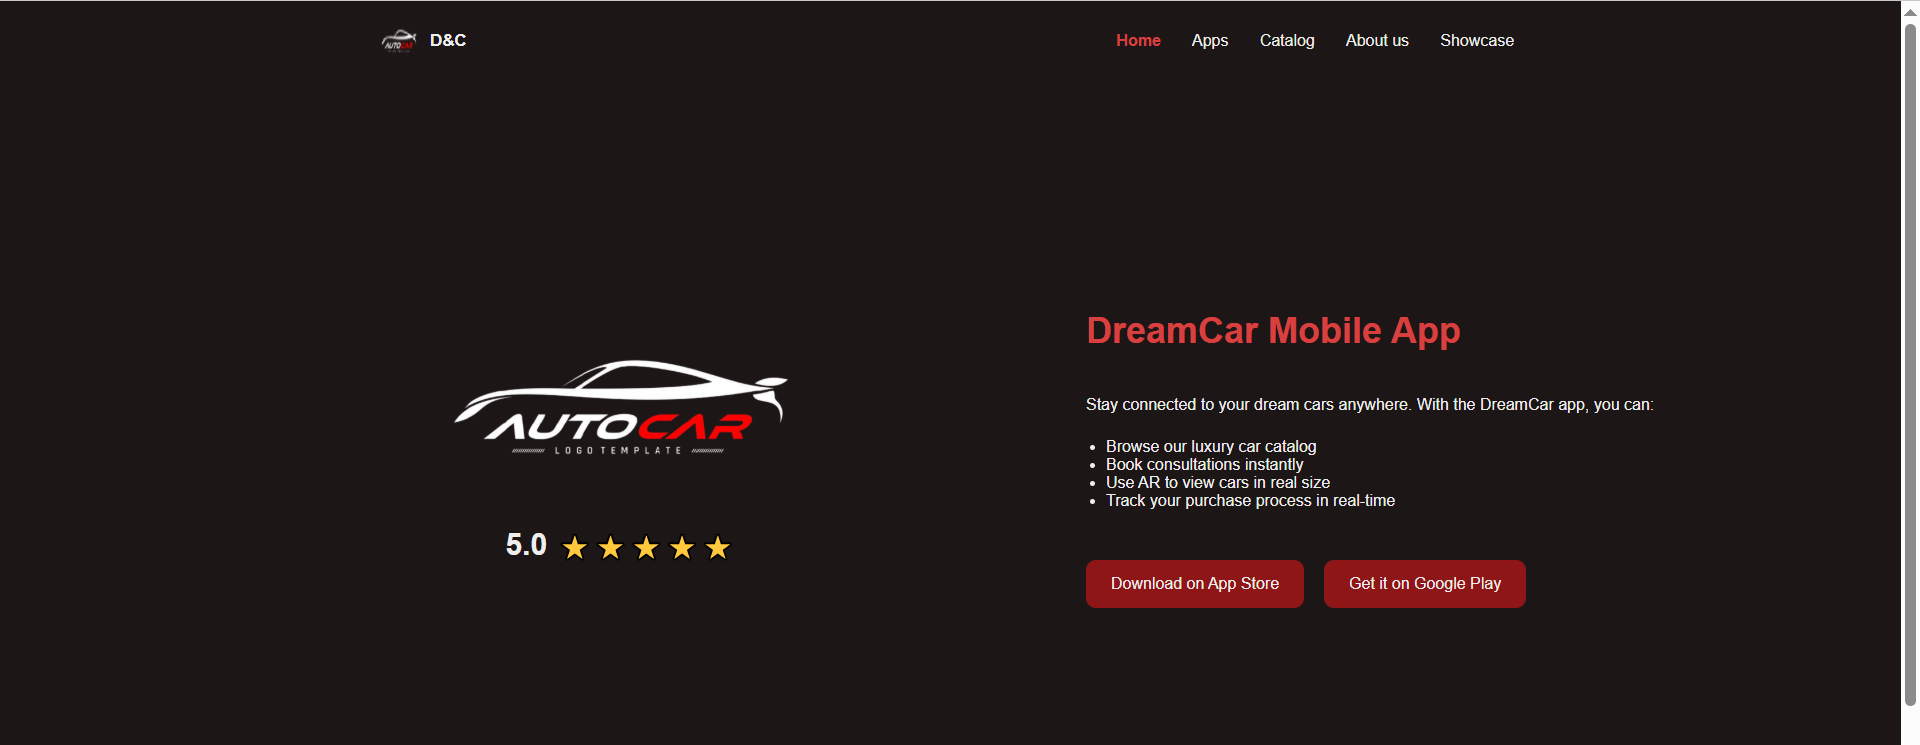 AUTOCAR D&C Home Apps Catalog About us Showcase
DreamCar Mobile App
Stay connected to your dream cars anywhere. With the DreamCar app, you can:
• Browse our luxury car catalog
• Book consultations instantly
• Use AR to view cars in real size
• Track your purchase process in real-time
AUTOCAR
LOGO TEMPLATE
5.0
Download on App Store Get it on Google Play